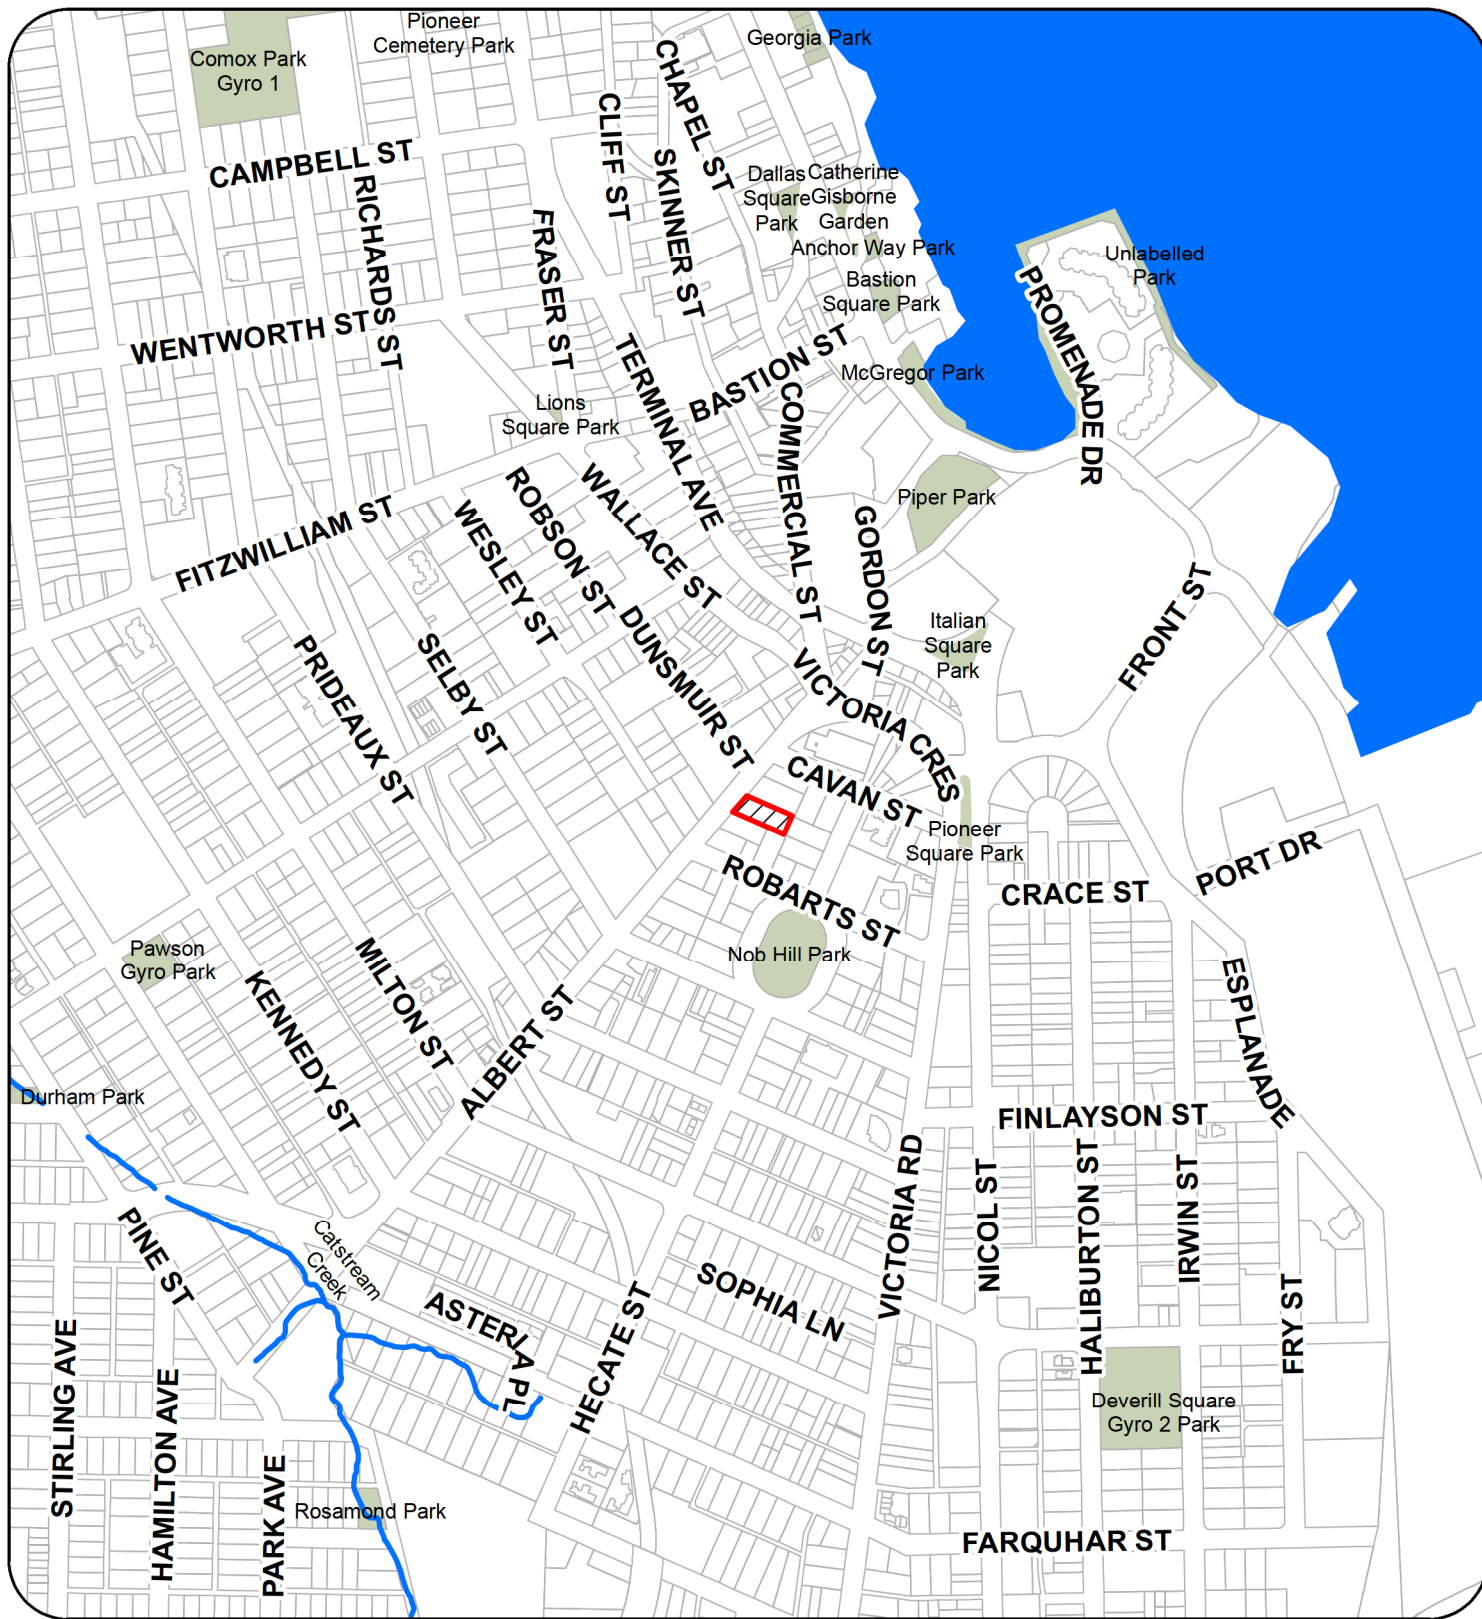 Pioneer
Cemetery Park
Georgia Park
Comox Park
Gyro 1
CHAPEL ST
CLIFF ST
CAMPBELL ST
SKINNER ST
Dallas
Square
Park
Catherine
Gisborne
Garden
RICHARDS ST
FRASER ST
Anchor Way Park
Unlabelled
Park
Bastion
Square Park
PROMENADE DR
WENTWORTH ST
TERMINAL AVE
BASTION ST
McGregor Park
Lions
Square Park
COMMERCIAL ST
FITZWILLIAM ST
WESLEY ST
ROBSON ST
WALLACE ST
Piper Park
GORDON ST
FRONT ST
DUNSMUIR ST
Italian
Square
Park
PRIDEAUX ST
SELBY ST
VICTORIA CRES
CAVAN ST
Pioneer
Square Park
PORT DR
ROBARTS ST
CRACE ST
Nob Hill Park
Pawson
Gyro Park
KENNEDY ST
MILTON ST
ALBERT ST
ESPLANADE
Durham Park
FINLAYSON ST
VICTORIA RD
NICOL ST
HALIBURTON ST
IRWIN ST
PINE ST
Catstream
Creek
ASTERIA PL
HECATE ST
SOPHIA LN
FRY ST
STIRLING AVE
HAMILTON AVE
PARK AVE
Deverill Square
Gyro 2 Park
Rosamond Park
FARQUHAR ST